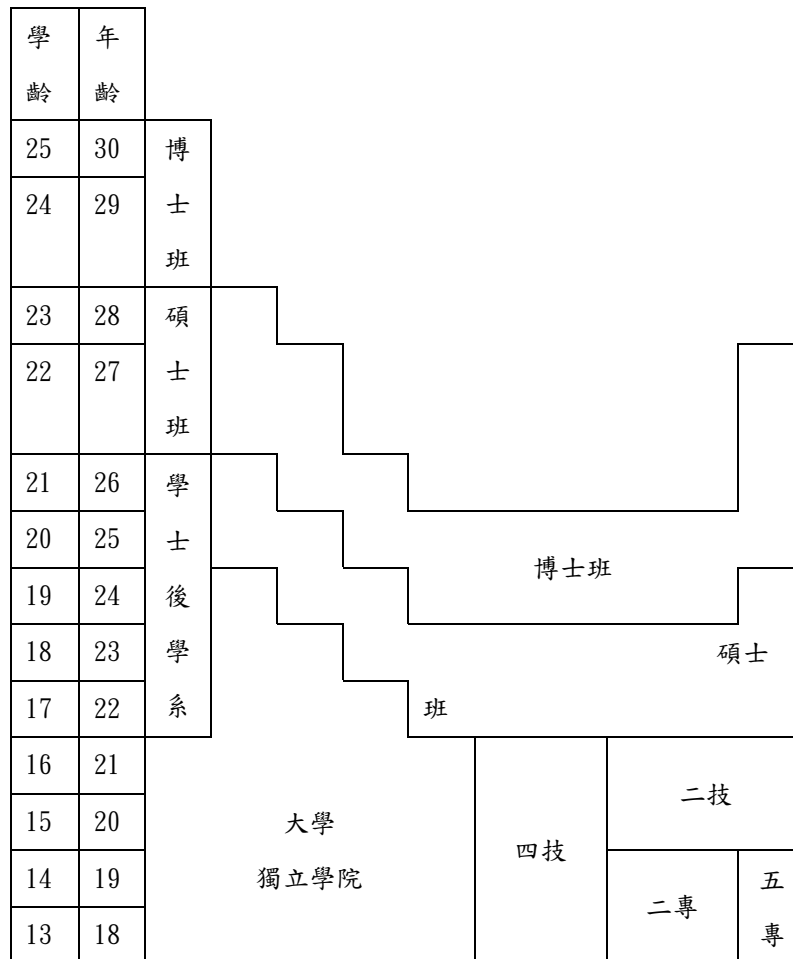 學齡 年齡
25 30 博士班
24 29
23 28 碩士班
22 27
21 26 學士後學系
20 25 博士班
19 24
18 23 碩士
17 22 班
16 21 二技
15 20 大學
四技
14 19 獨立學院 五專
二專
13 18